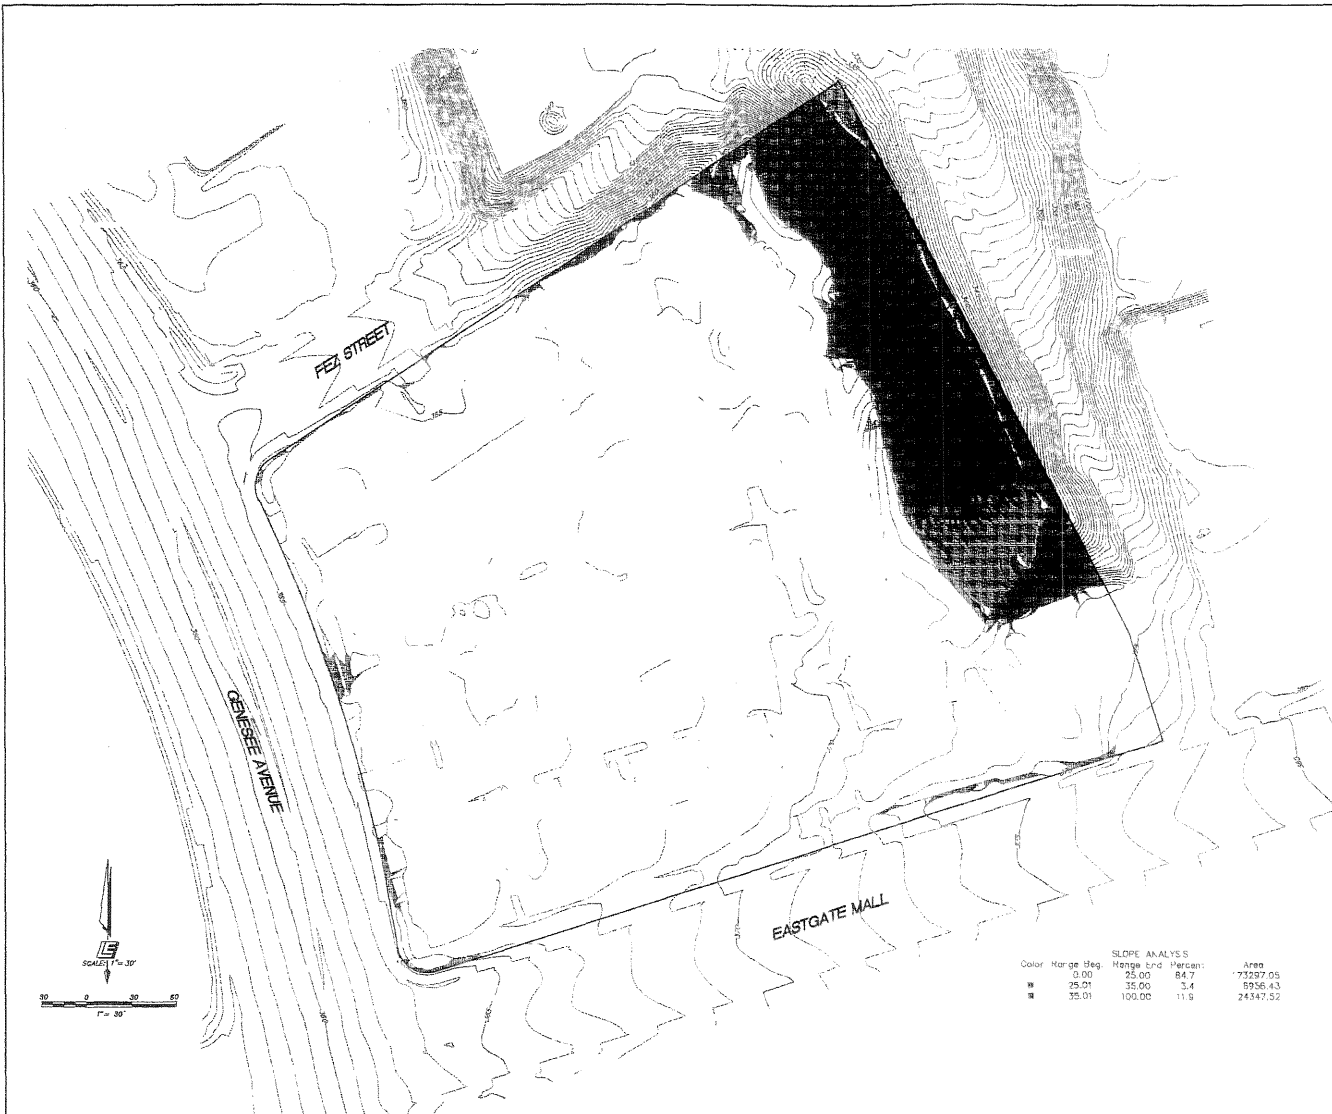 FEZ STREET
GENESEE AVENUE
EASTGATE MALL
SCALE: 1"= 30'
30 0 30 60
1"= 30'
SLOPE ANALYSIS
Color Range Beg. Range End Percent Area
0.00 25.00 84.7 173297.05
25.01 35.00 3.4 6956.43
35.01 100.00 11.9 24347.52